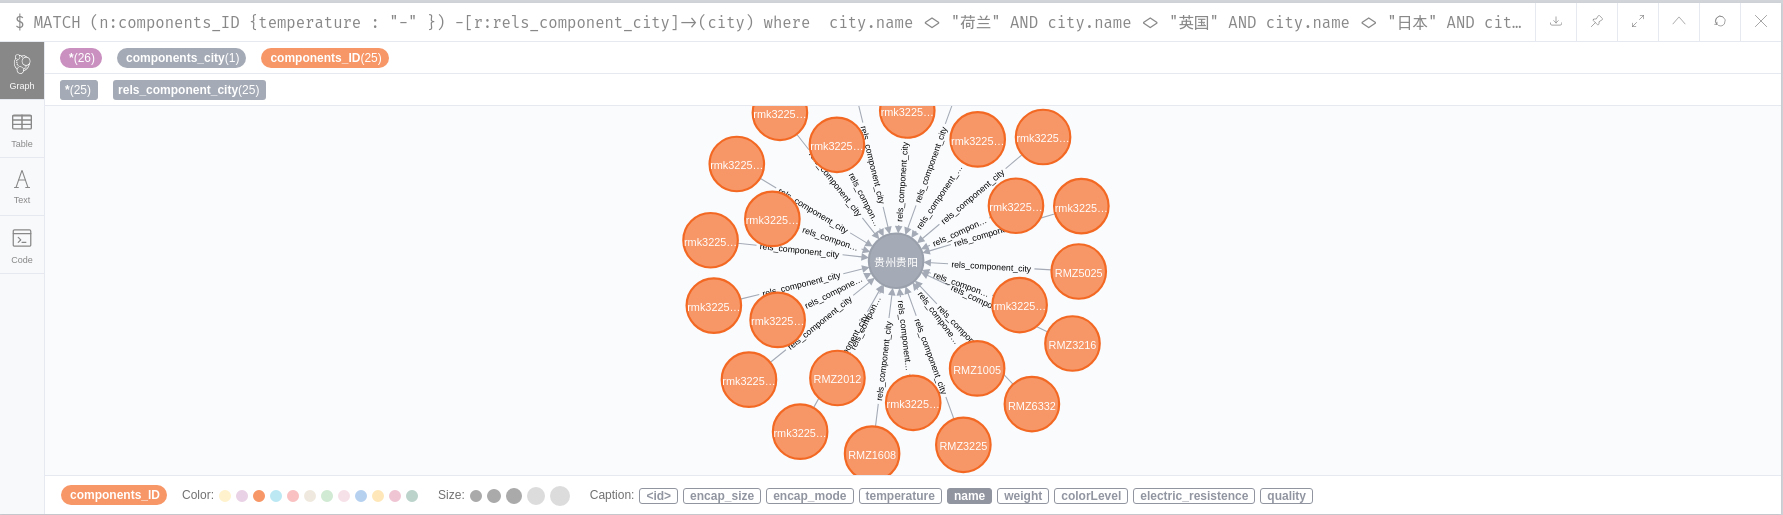 $ MATCH (n:components_ID {temperature : "-" }) -[r:rels_component_city]->(city) where  city.name <> "荷兰" AND city.name <> "英国" AND city.name <> "日本" AND cit…
*(26) components_city(1) components_ID(25)
*(25) rels_component_city(25)
Graph
Table
Text
Code
rmk3225…
rmk3225…
rmk3225…
rmk3225…
rmk3225…
rmk3225…
rmk3225…
rmk3225…
rmk3225…
rmk3225…
rmk3225…
贵州贵阳
RMZ5025
rmk3225…
rmk3225…
rmk3225…
RMZ3216
rmk3225…
RMZ2012
RMZ1005
rmk3225…
RMZ6332
rmk3225…
RMZ3225
RMZ1608
rels_component_city
rels_component_city
rels_component_city
rels_component_city
rels_component_city
rels_component_city
rels_component_city
rels_component_city
rels_component_city
rels_component_city
rels_component_city
rels_component_city
rels_component_…
rels_compon…
rels_compon…
rels_compon…
rels_compon…
rels_compone…
rels_compone…
rels_component…
components_ID Color: Size: Caption: <id> encap_size encap_mode temperature name weight colorLevel electric_resistence quality